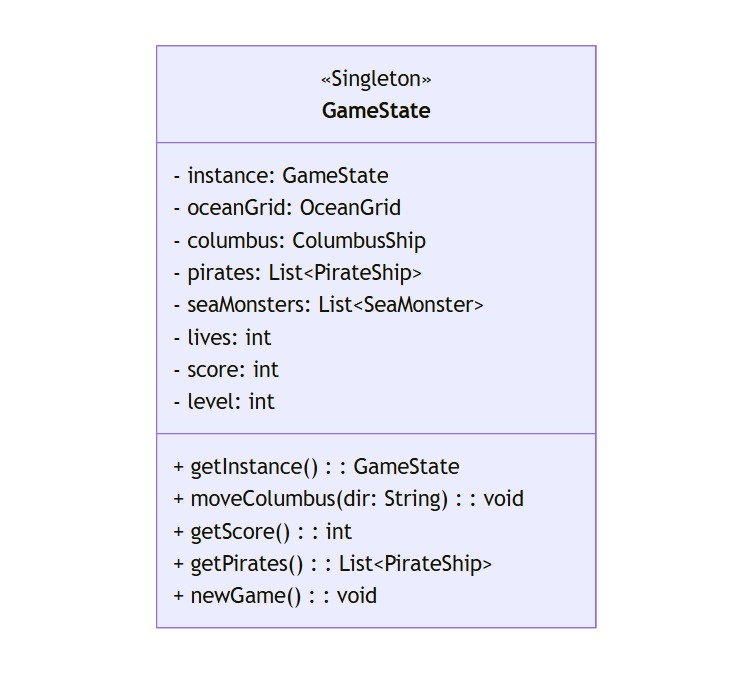 «Singleton»
GameState
- instance: GameState
- oceanGrid: OceanGrid
- columbus: ColumbusShip
- pirates: List<PirateShip>
- seaMonsters: List<SeaMonster>
- lives: int
- score: int
- level: int
+ getInstance() : : GameState
+ moveColumbus(dir: String) : : void
+ getScore() : : int
+ getPirates() : : List<PirateShip>
+ newGame() : : void